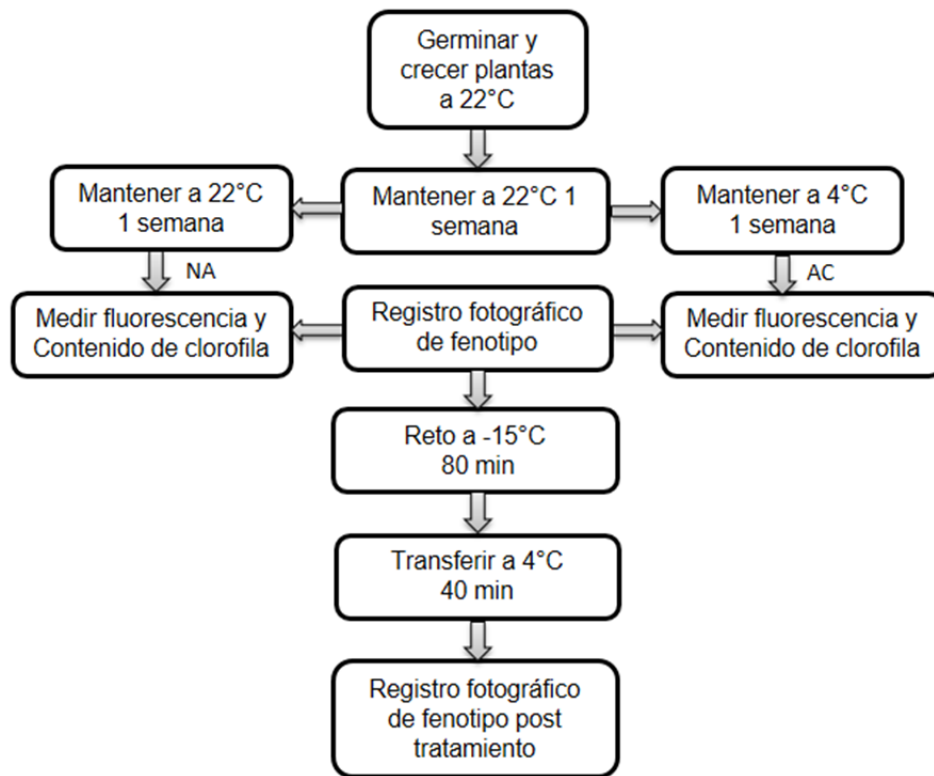 Germinar y
crecer plantas
a 22°C
Mantener a 22°C
1 semana
Mantener a 22°C 1
semana
Mantener a 4°C
1 semana
NA
AC
Medir fluorescencia y
Contenido de clorofila
Registro fotográfico
de fenotipo
Medir fluorescencia y
Contenido de clorofila
Reto a -15°C
80 min
Transferir a 4°C
40 min
Registro fotográfico
de fenotipo post
tratamiento